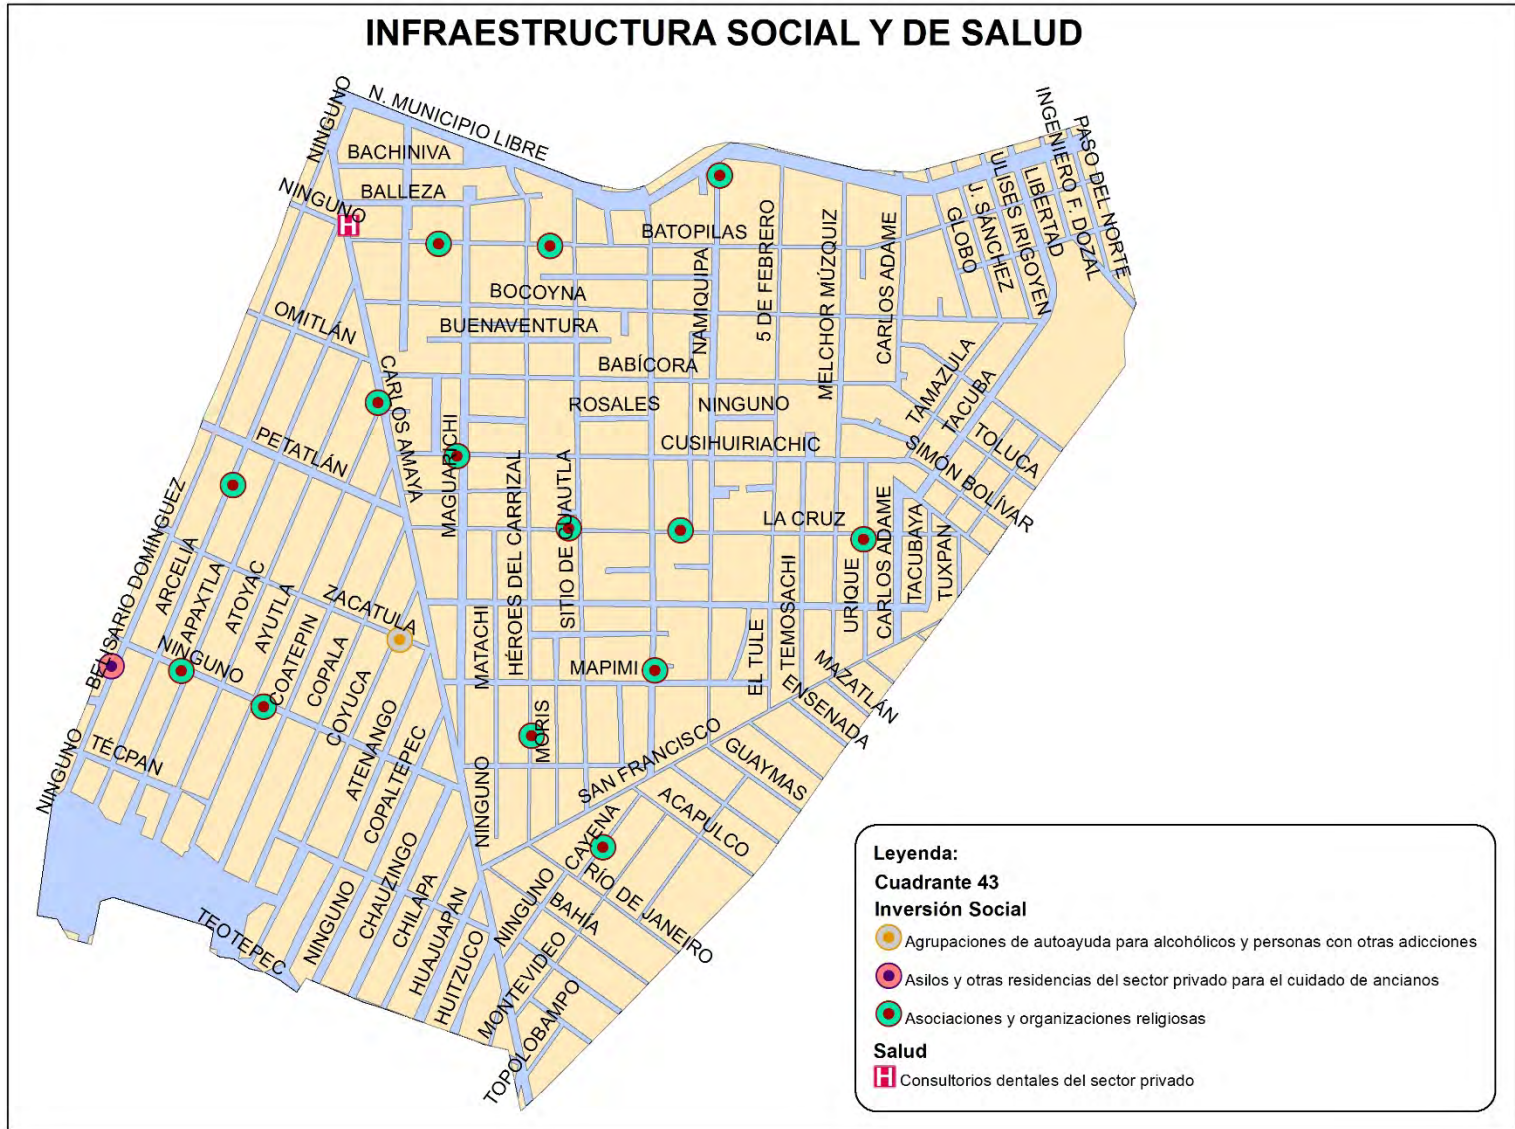 INFRAESTRUCTURA SOCIAL Y DE SALUD
NINGUNO
N. MUNICIPIO LIBRE
INGENIERO F. DOZAL
PASO DEL NORTE
BACHINIVA
ULISES IRIGOYEN
LIBERTAD
NINGUNO
BALLEZA
J. SÁNCHEZ
GLOBO
H
BATOPILAS
5 DE FEBRERO
MELCHOR MÚZQUIZ
CARLOS ADAME
NAMIQUIPA
BOCOYNA
OMITLÁN
BUENAVENTURA
BABÍCORA
TAMAZULA
CARLOS AMAYA
TACUBA
ROSALES
NINGUNO
PETATLÁN
MAGUARICHI
CUSIHUIRIACHIC
TOLUCA
SIMÓN BOLÍVAR
HÉROES DEL CARRIZAL
SITIO DE CUAUTLA
BELISARIO DOMÍNGUEZ
LA CRUZ
CARLOS ADAME
TACUBAYA
TUXPAN
ARCELIA
APAXTLA
ATOYAC
AYUTLA
ZACATULA
TEMOSACHI
URIQUE
COATEPIN
COPALA
COYUCA
NINGUNO
MATACHI
MAPIMI
EL TULE
MAZATLÁN
ENSENADA
ATENANGO
COPALTEPEC
MORIS
SAN FRANCISCO
GUAYMAS
NINGUNO
TÉCPAN
NINGUNO
ACAPULCO
CAYENA
CHAUZINGO
CHILAPA
RÍO DE JANEIRO
NINGUNO
BAHÍA
NINGUNO
TEOTEPEC
HUAJUAPAN
HUITZUCO
MONTEVIDEO
TOPOLOBAMPO
Leyenda:
Cuadrante 43
Inversión Social
Agrupaciones de autoayuda para alcohólicos y personas con otras adicciones
Asilos y otras residencias del sector privado para el cuidado de ancianos
Asociaciones y organizaciones religiosas
Salud
H Consultorios dentales del sector privado